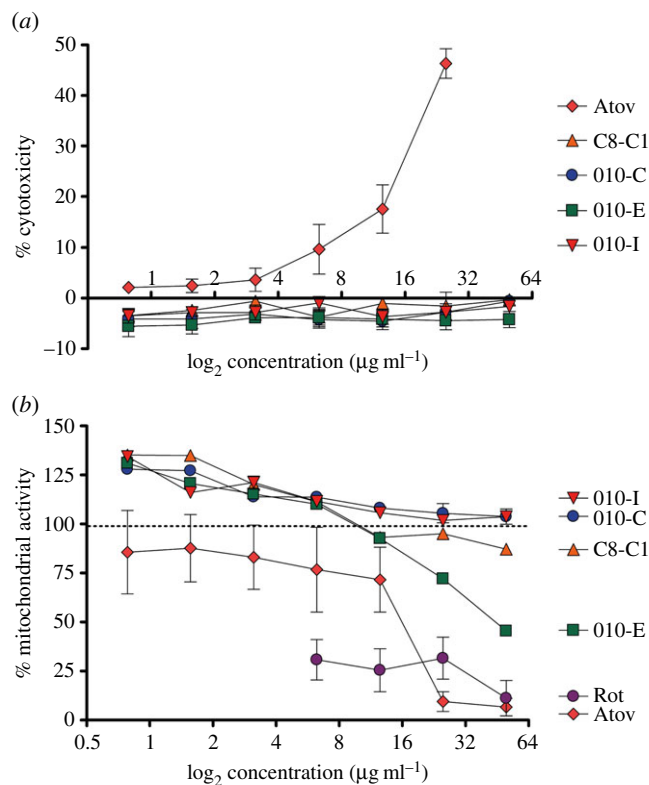 (a)
50
40
30
20
10
0
–10
% cytotoxicity
1 2 4 8 16 32 64
log2 concentration (µg ml–1)
Atov
C8-C1
010-C
010-E
010-I
(b)
150
125
100
75
50
25
0
% mitochondrial activity
0.5 1 2 4 8 16 32 64
log2 concentration (µg ml–1)
010-I
010-C
C8-C1
010-E
Rot
Atov